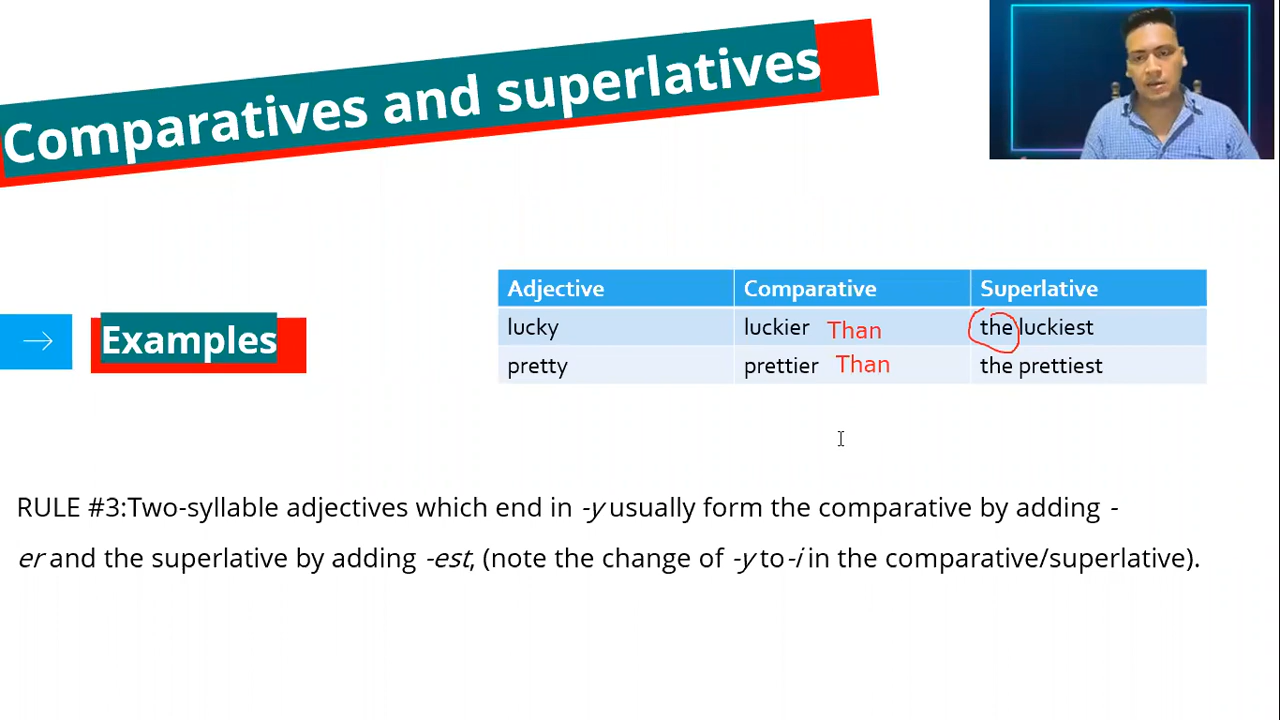 Comparatives and superlatives
Examples
Adjective Comparative Superlative
lucky luckier Than the luckiest
pretty prettier Than the prettiest
RULE #3:Two-syllable adjectives which end in -y usually form the comparative by adding -
er and the superlative by adding -est, (note the change of -y to -i in the comparative/superlative).